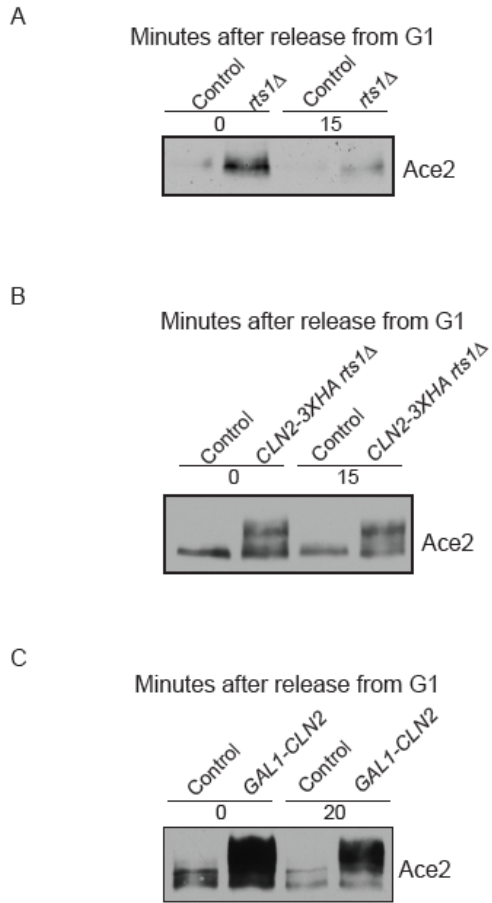 A
Minutes after release from G1
Control rts1Δ Control rts1Δ
0 15
Ace2
B
Minutes after release from G1
Control CLN2-3XHA rts1Δ Control CLN2-3XHA rts1Δ
0 15
Ace2
C
Minutes after release from G1
Control GAL1-CLN2 Control GAL1-CLN2
0 20
Ace2